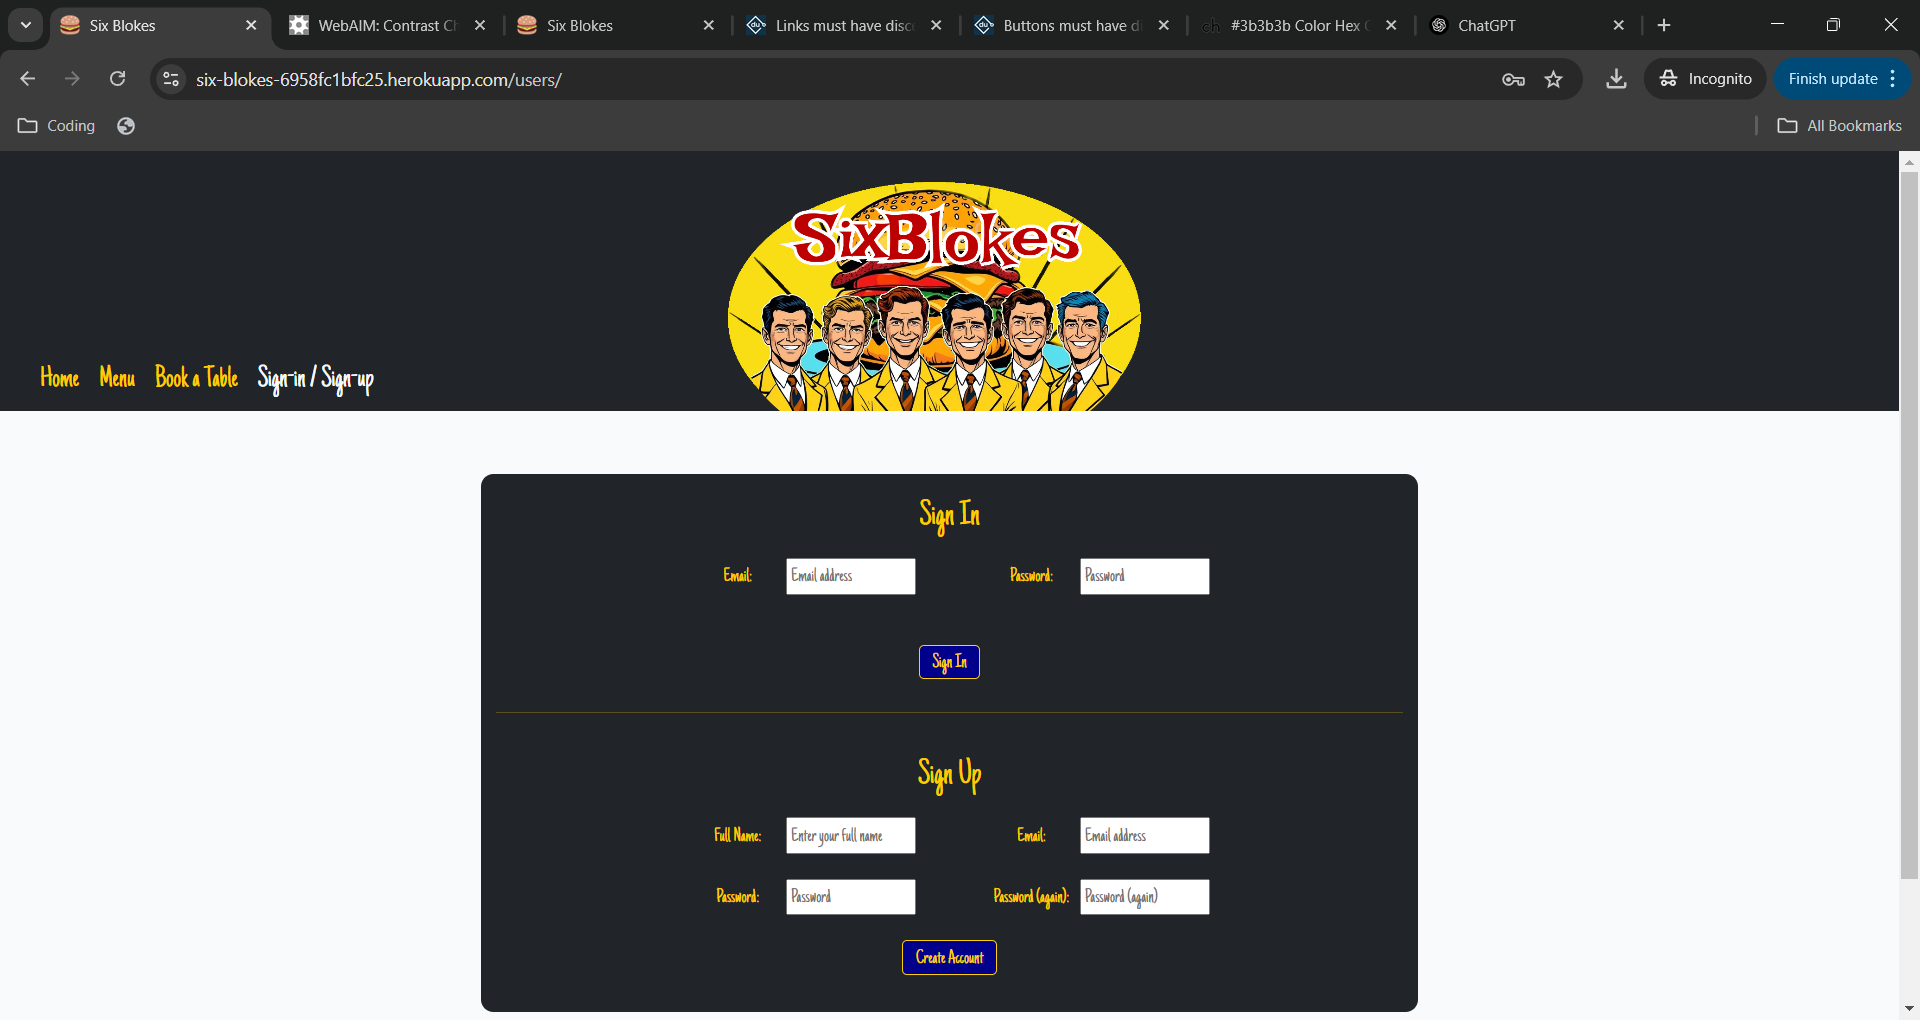 Six Blokes
WebAIM: Contrast Ch
Six Blokes
Links must have disc
Buttons must have di
ch #3b3b3b Color Hex C
ChatGPT
six-blokes-6958fc1bfc25.herokuapp.com/users/
Incognito
Finish update
Coding
All Bookmarks
SixBlokes
Home Menu Book a Table Sign-in / Sign-up
Sign In
Email: Email address Password: Password
Sign In
Sign Up
Full Name: Enter your full name Email: Email address
Password: Password Password (again): Password (again)
Create Account